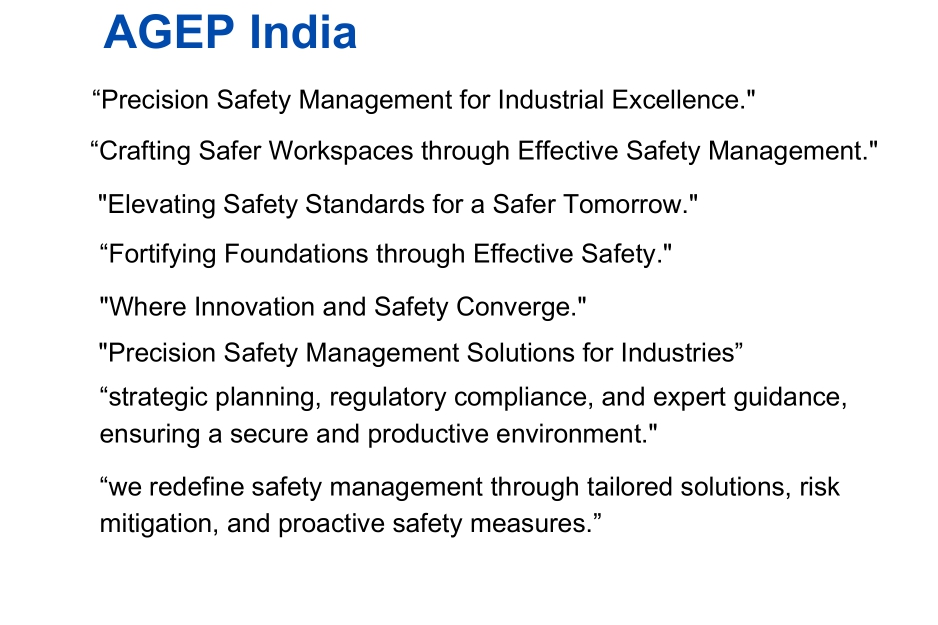 AGEP India
“Precision Safety Management for Industrial Excellence."
“Crafting Safer Workspaces through Effective Safety Management."
"Elevating Safety Standards for a Safer Tomorrow."
“Fortifying Foundations through Effective Safety."
"Where Innovation and Safety Converge."
"Precision Safety Management Solutions for Industries”
“strategic planning, regulatory compliance, and expert guidance,
ensuring a secure and productive environment."
“we redefine safety management through tailored solutions, risk
mitigation, and proactive safety measures.”